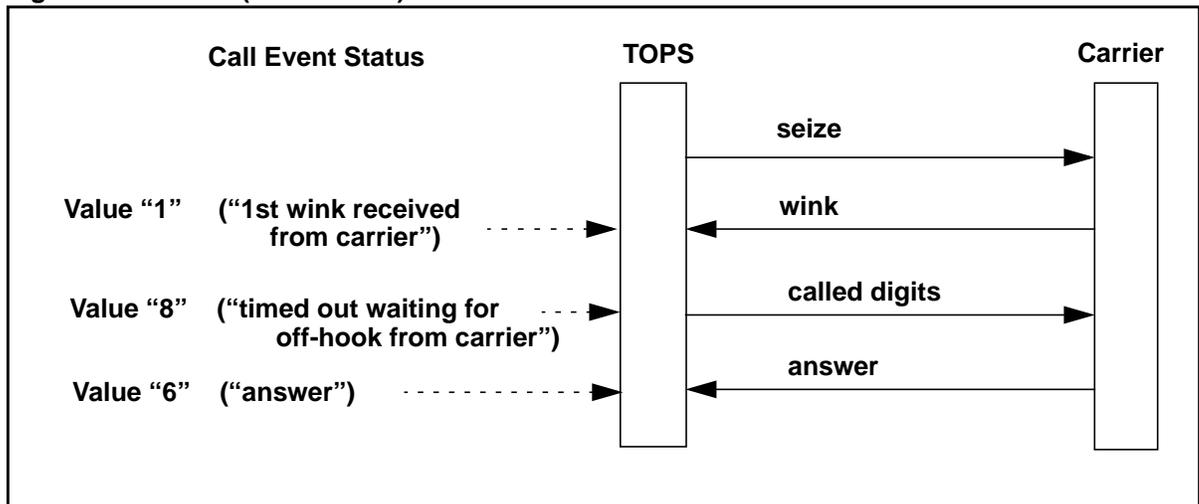 Call Event Status
TOPS
Carrier
seize
Value “1” (“1st wink received
from carrier”)
wink
Value “8” (“timed out waiting for
off-hook from carrier”)
called digits
Value “6” (“answer”)
answer